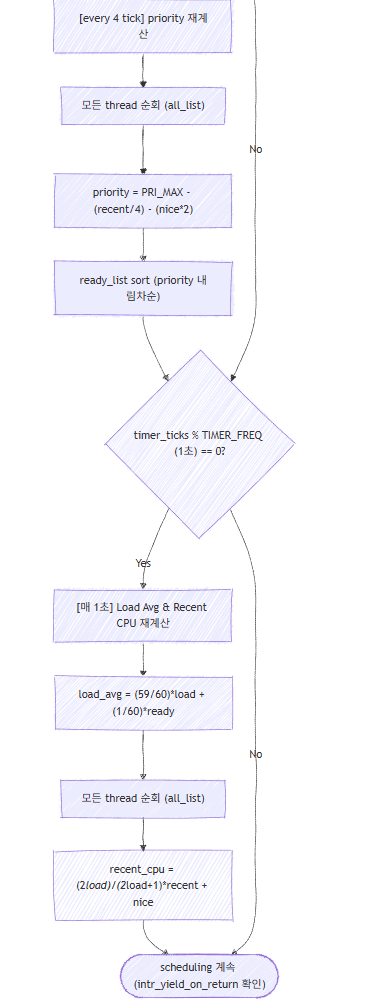 [every 4 tick] priority 재계
산
모든 thread 순회 (all_list)
No
priority = PRI_MAX -
(recent/4) - (nice*2)
ready_list sort (priority 내
림차순)
timer_ticks % TIMER_FREQ
(1초) == 0?
Yes
[매 1초] Load Avg & Recent
CPU 재계산
load_avg = (59/60)*load +
(1/60)*ready
No
모든 thread 순회 (all_list)
recent_cpu =
(2load)/(2load+1)*recent +
nice
scheduling 계속
(intr_yield_on_return 확인)